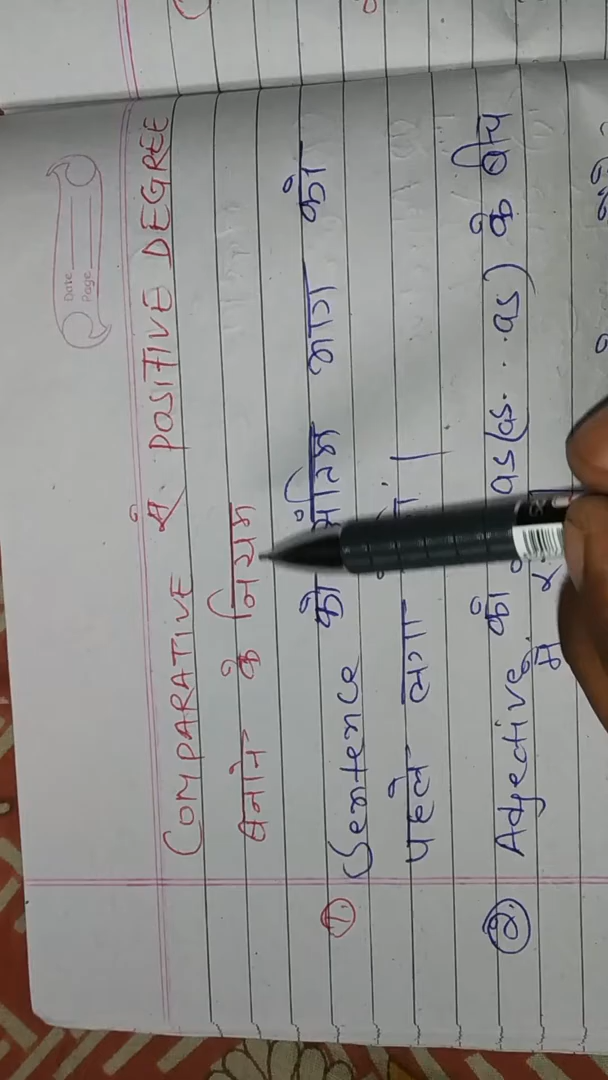 Date
Page
COMPARATIVE से POSITIVE DEGREE
बनाने के नियम
1. Sentence के अंतिम भाग को
पहले लगा
2. Adjective को as (as...as) के बीच
में